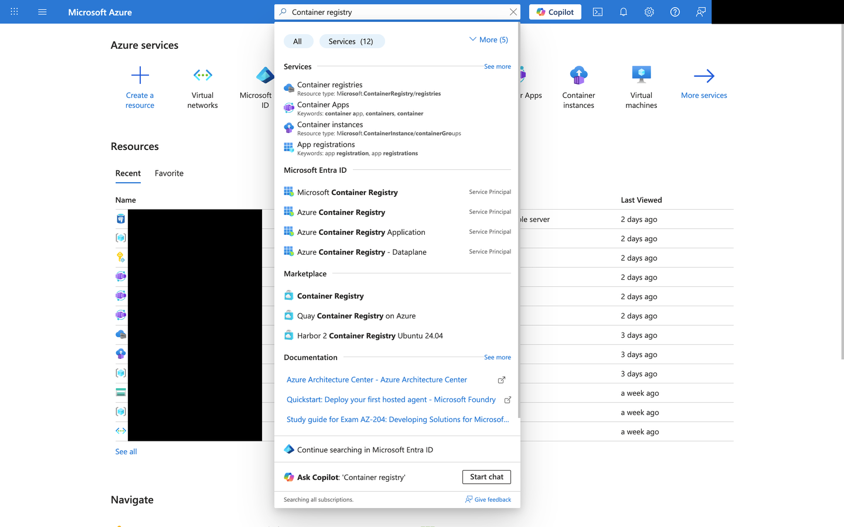 Microsoft Azure
Container registry
Copilot
All
Services (12)
More (5)
Services
See more
Container registries
Resource type: Microsoft.ContainerRegistry/registries
Container Apps
Keywords: container app, containers, container
Container instances
Resource type: Microsoft.ContainerInstance/containerGroups
App registrations
Keywords: app registration, app registrations
Microsoft Entra ID
Microsoft Container Registry
Service Principal
Azure Container Registry
Service Principal
Azure Container Registry Application
Service Principal
Azure Container Registry - Dataplane
Service Principal
Marketplace
Container Registry
Quay Container Registry on Azure
Harbor 2 Container Registry Ubuntu 24.04
Documentation
See more
Azure Architecture Center - Azure Architecture Center
Quickstart: Deploy your first hosted agent - Microsoft Foundry
Study guide for Exam AZ-204: Developing Solutions for Microsof...
Continue searching in Microsoft Entra ID
Ask Copilot: 'Container registry'
Start chat
Searching all subscriptions.
Give feedback
Azure services
Create a
resource
Virtual
networks
Microsoft
ID
Apps
Container
instances
Virtual
machines
More services
Resources
Recent
Favorite
Name
Last Viewed
server
2 days ago
2 days ago
2 days ago
2 days ago
2 days ago
2 days ago
3 days ago
3 days ago
3 days ago
a week ago
a week ago
a week ago
See all
Navigate